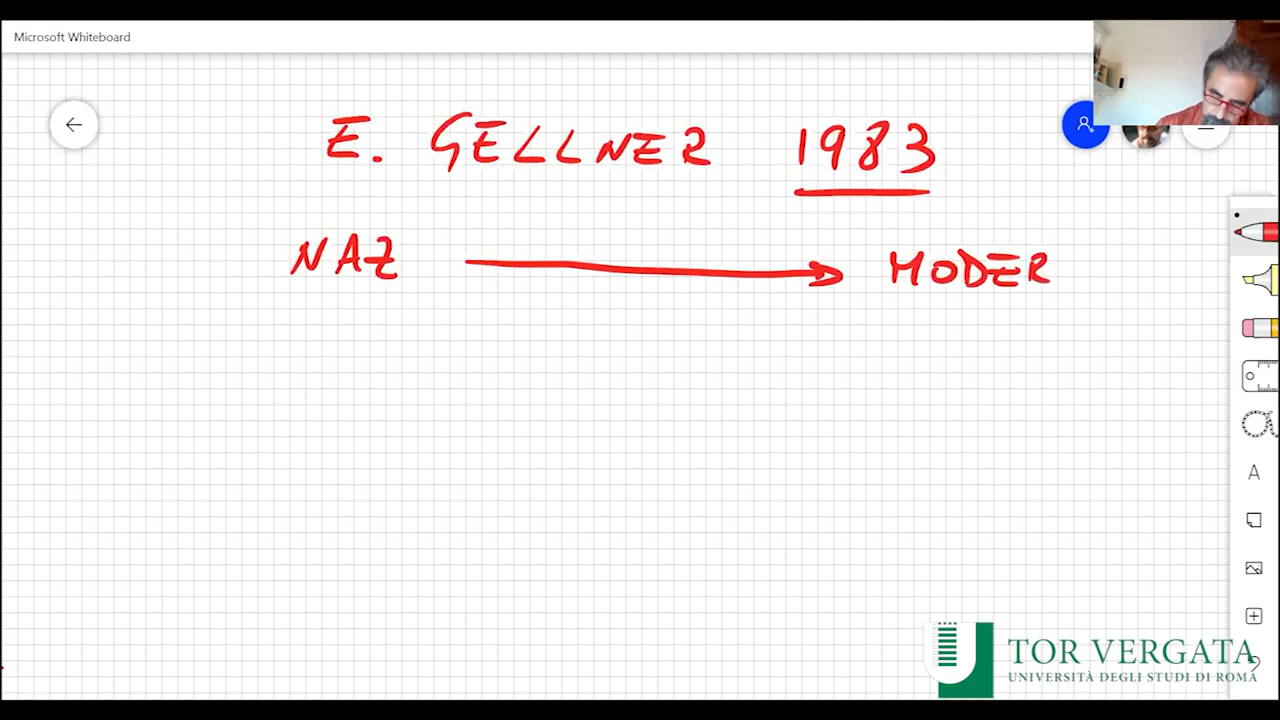 Microsoft Whiteboard
E. GELLNER 1983
NAZ → MODER
A
TOR VERGATA
UNIVERSITÀ DEGLI STUDI DI ROMA